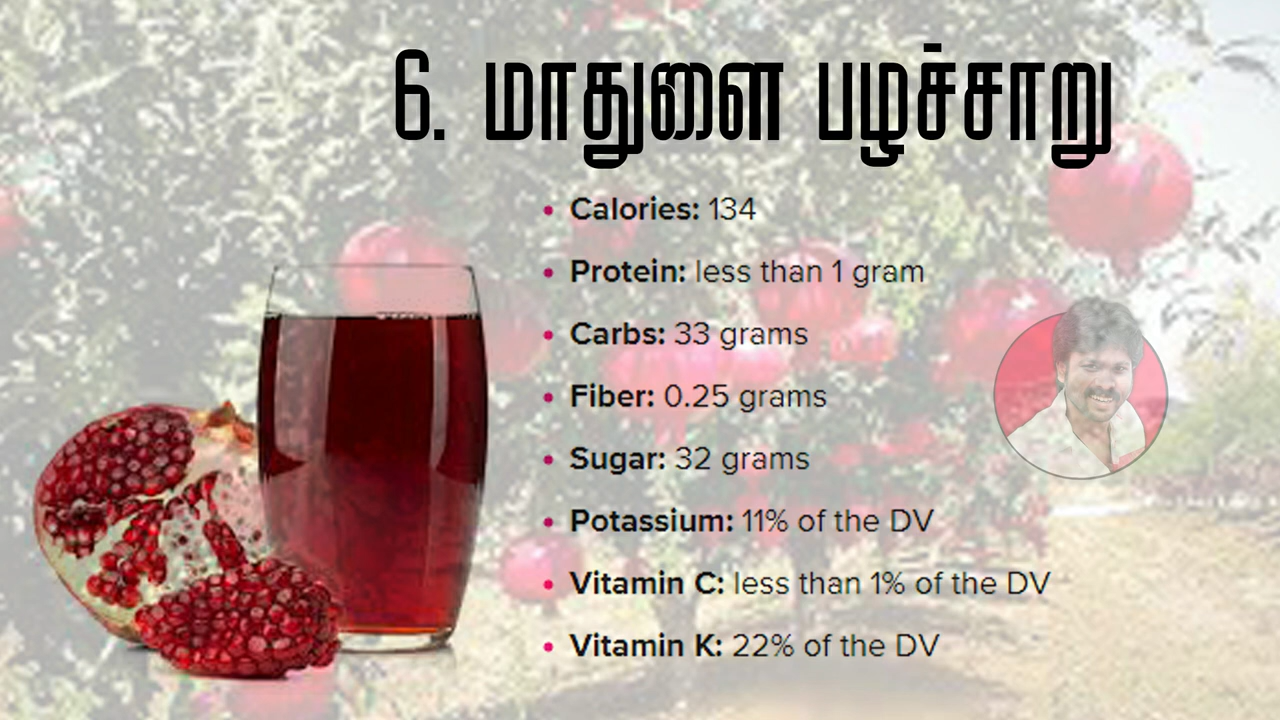 6. மாதுளை பழச்சாறு
• Calories: 134
• Protein: less than 1 gram
• Carbs: 33 grams
• Fiber: 0.25 grams
• Sugar: 32 grams
• Potassium: 11% of the DV
• Vitamin C: less than 1% of the DV
• Vitamin K: 22% of the DV